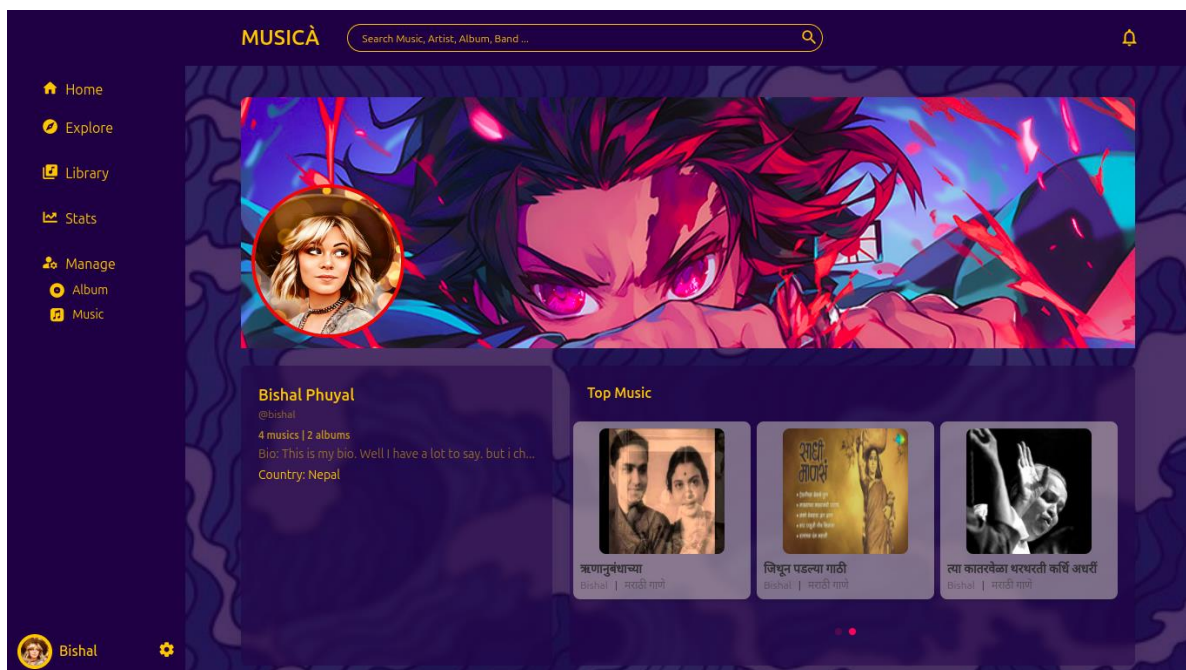 MUSICÀ
Search Music, Artist, Album, Band ...
Home
Explore
Library
Stats
Manage
Album
Music
Bishal
Bishal Phuyal
@bishal
4 musics | 2 albums
Bio: This is my bio. Well I have a lot to say. but i ch...
Country: Nepal
Top Music
साधी
माणसं
ऋणानुबंधाच्या
Bishal | मराठी गाणे
जिथून पडल्या गाठी
Bishal | मराठी गाणे
त्या कातरवेळा थरथरती कधि अधरीं
Bishal | मराठी गाणे